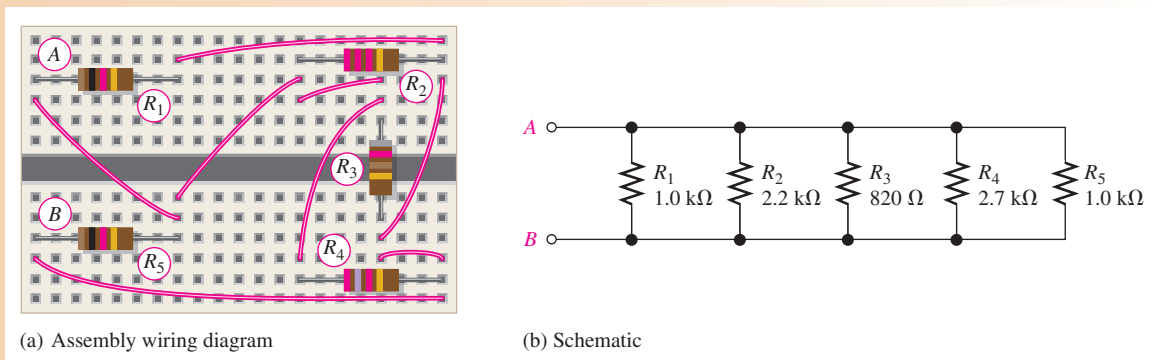 A
R1
R2
R3
B
R5
R4
(a) Assembly wiring diagram
A
B
R1
1.0 kΩ
R2
2.2 kΩ
R3
820 Ω
R4
2.7 kΩ
R5
1.0 kΩ
(b) Schematic